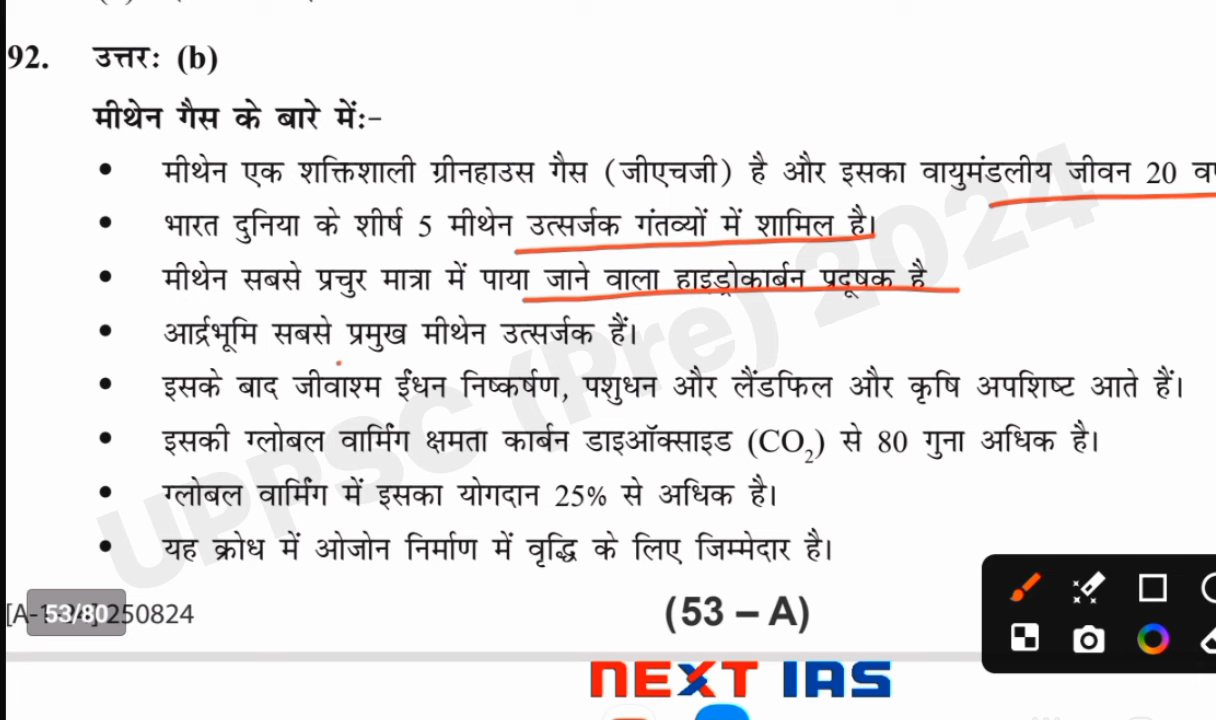 92. उत्तरः (b)
मीथेन गैस के बारे मेंः-
• मीथेन एक शक्तिशाली ग्रीनहाउस गैस (जीएचजी) है और इसका वायुमंडलीय जीवन 20
• भारत दुनिया के शीर्ष 5 मीथेन उत्सर्जक गंतव्यों में शामिल है।
• मीथेन सबसे प्रचुर मात्रा में पाया जाने वाला हाइड्रोकार्बन प्रदूषक है
• आर्द्रभूमि सबसे प्रमुख मीथेन उत्सर्जक हैं।
• इसके बाद जीवाश्म ईंधन निष्कर्षण, पशुधन और लैंडफिल और कृषि अपशिष्ट आते हैं।
• इसकी ग्लोबल वार्मिंग क्षमता कार्बन डाइऑक्साइड (CO₂) से 80 गुना अधिक है।
• ग्लोबल वार्मिंग में इसका योगदान 25% से अधिक है।
• यह क्रोध में ओजोन निर्माण में वृद्धि के लिए जिम्मेदार है।
UPPSC (Pre) 2024
53/80
250824
(53 – A)
NEXT IAS